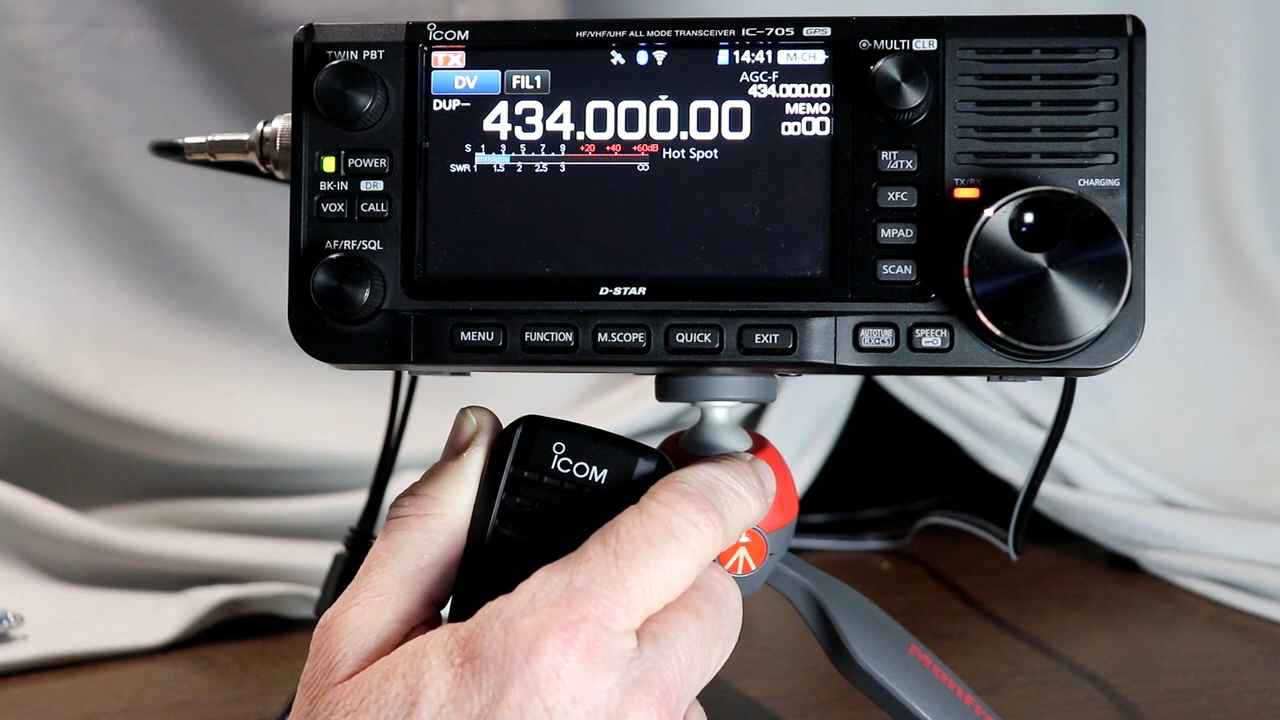 ICOM
HF/VHF/UHF ALL MODE TRANSCEIVER IC-705 GPS
TWIN PBT
TX
14:41 M-CH
MULTI CLR
DV
FIL1
AGC-F
434.000.00
DUP-
434.000.00
MEMO
00
S 1 3 5 7 9 +20 +40 +60dB
Hot Spot
SWR 1 1.5 2 2.5 3 ∞
POWER
BK-IN DR
VOX
CALL
AF/RF/SQL
RIT /∂TX
XFC
MPAD
SCAN
TX/RX
CHARGING
D-STAR
MENU
FUNCTION
M.SCOPE
QUICK
EXIT
AUTOTUNE
RX→CS
SPEECH
ICOM